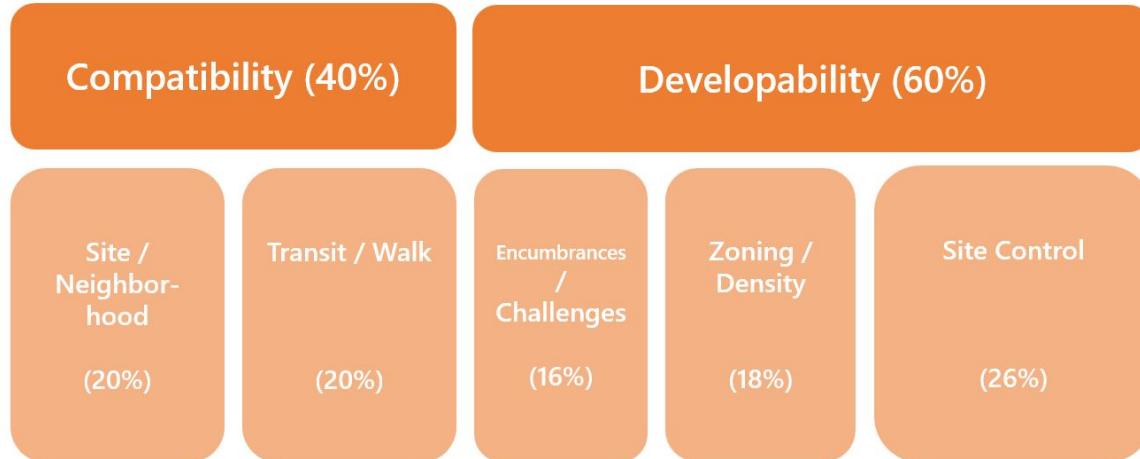 Compatibility (40%)
Developability (60%)
Site /
Neighbor-
hood
(20%)
Transit / Walk
(20%)
Encumbrances
/
Challenges
(16%)
Zoning /
Density
(18%)
Site Control
(26%)